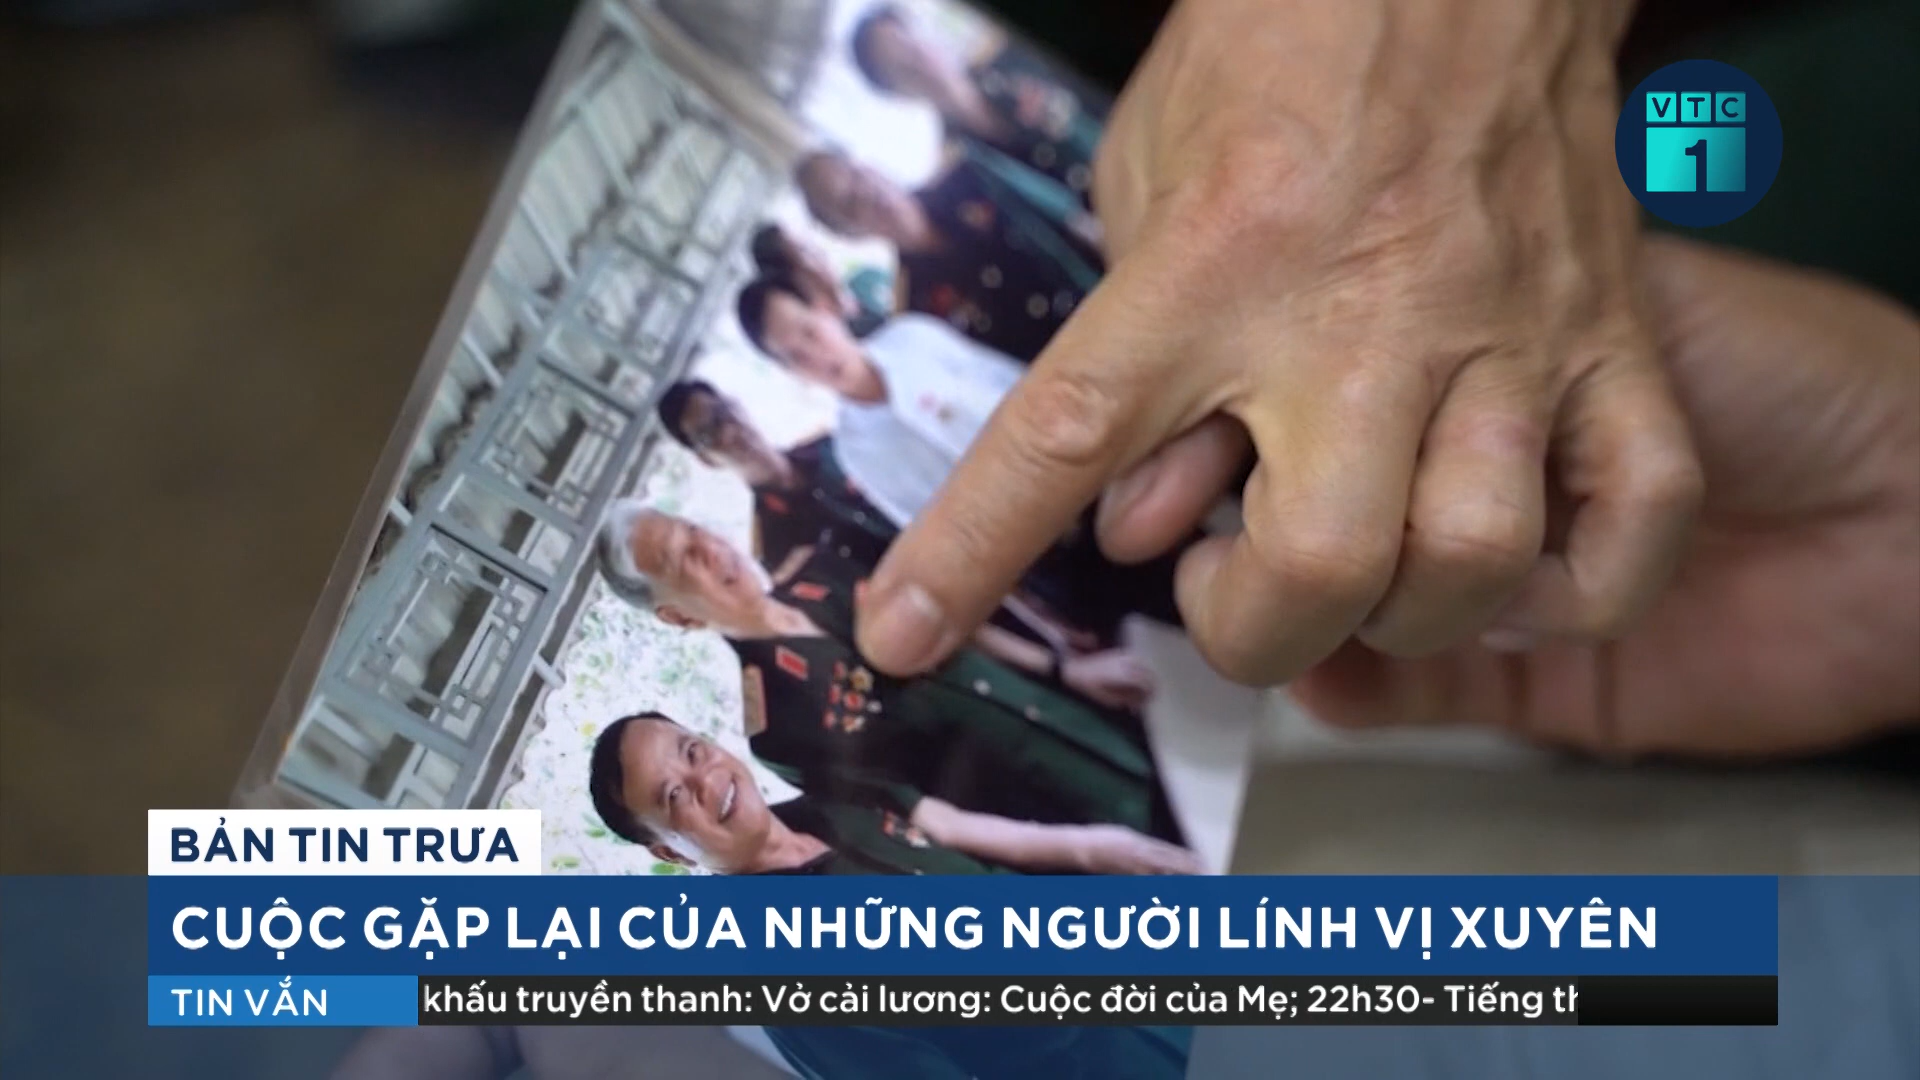 VTC
1
BẢN TIN TRƯA
CUỘC GẶP LẠI CỦA NHỮNG NGƯỜI LÍNH VỊ XUYÊN
TIN VẮN
khấu truyền thanh: Vở cải lương: Cuộc đời của Mẹ; 22h30- Tiếng